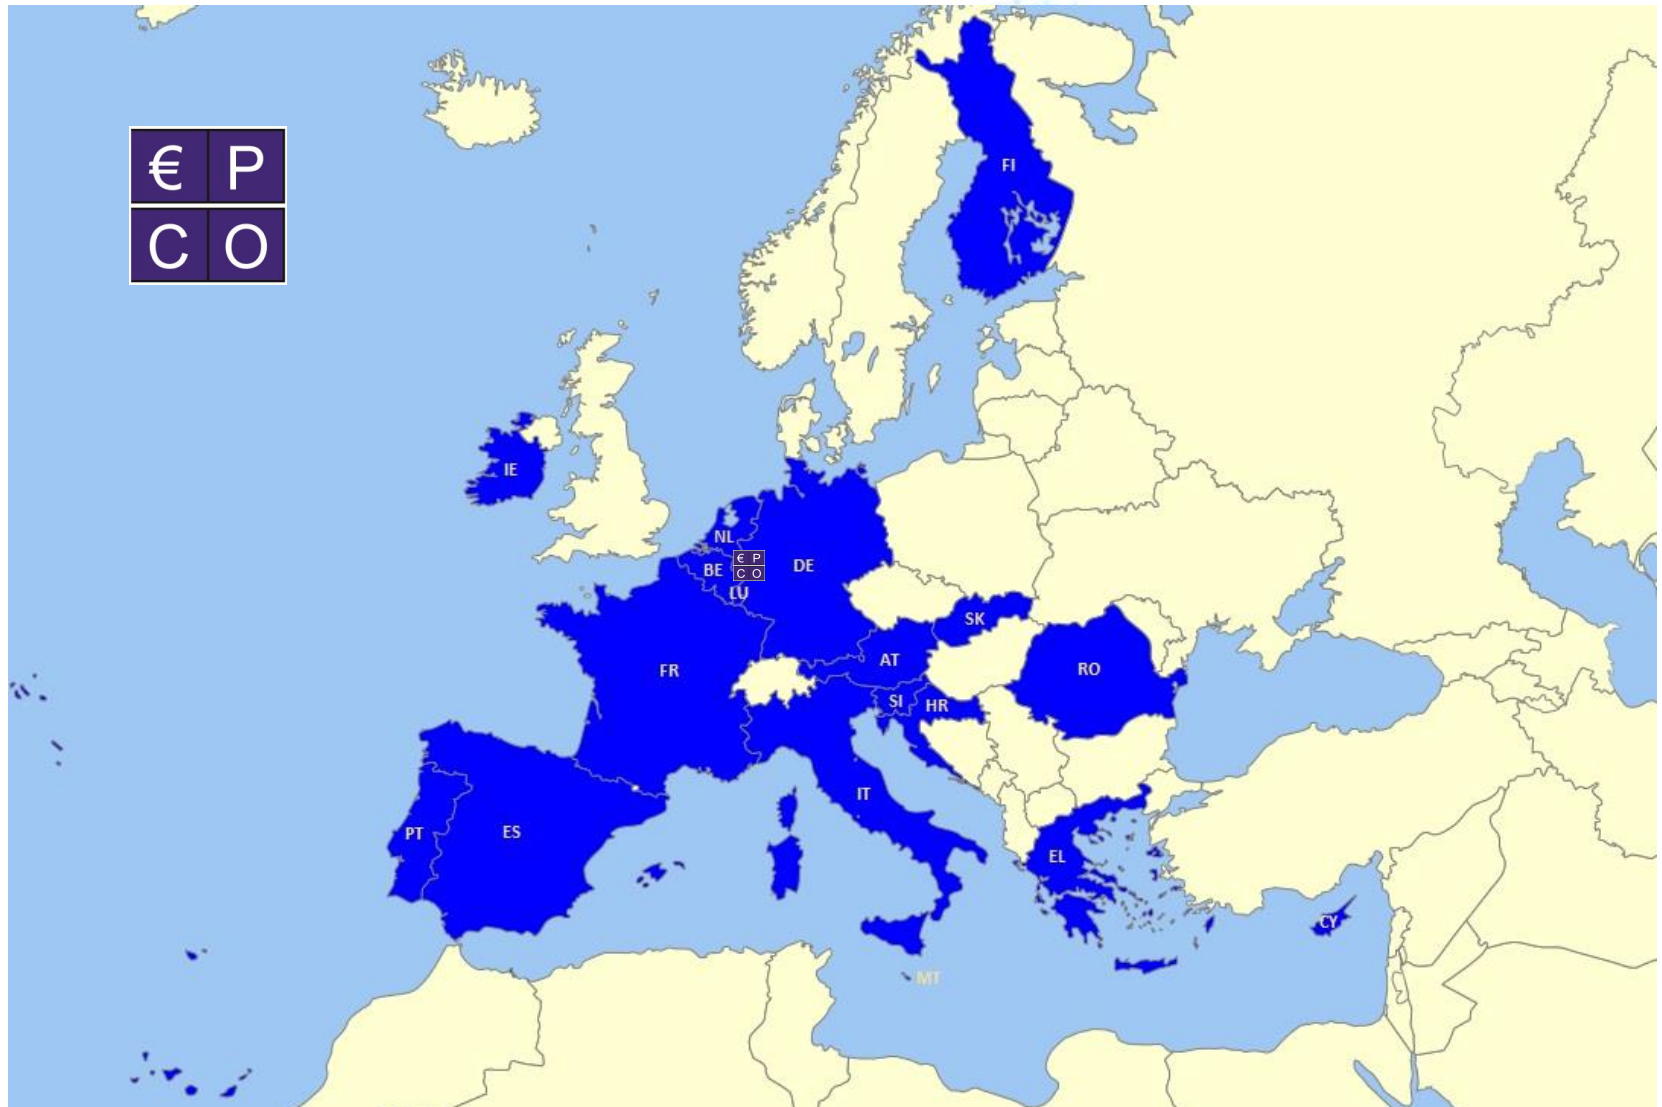 € P
C O
FI
IE
NL
€ P
C O
BE
DE
LU
SK
AT
FR
RO
SI
HR
IT
PT
ES
EL
CY
MT